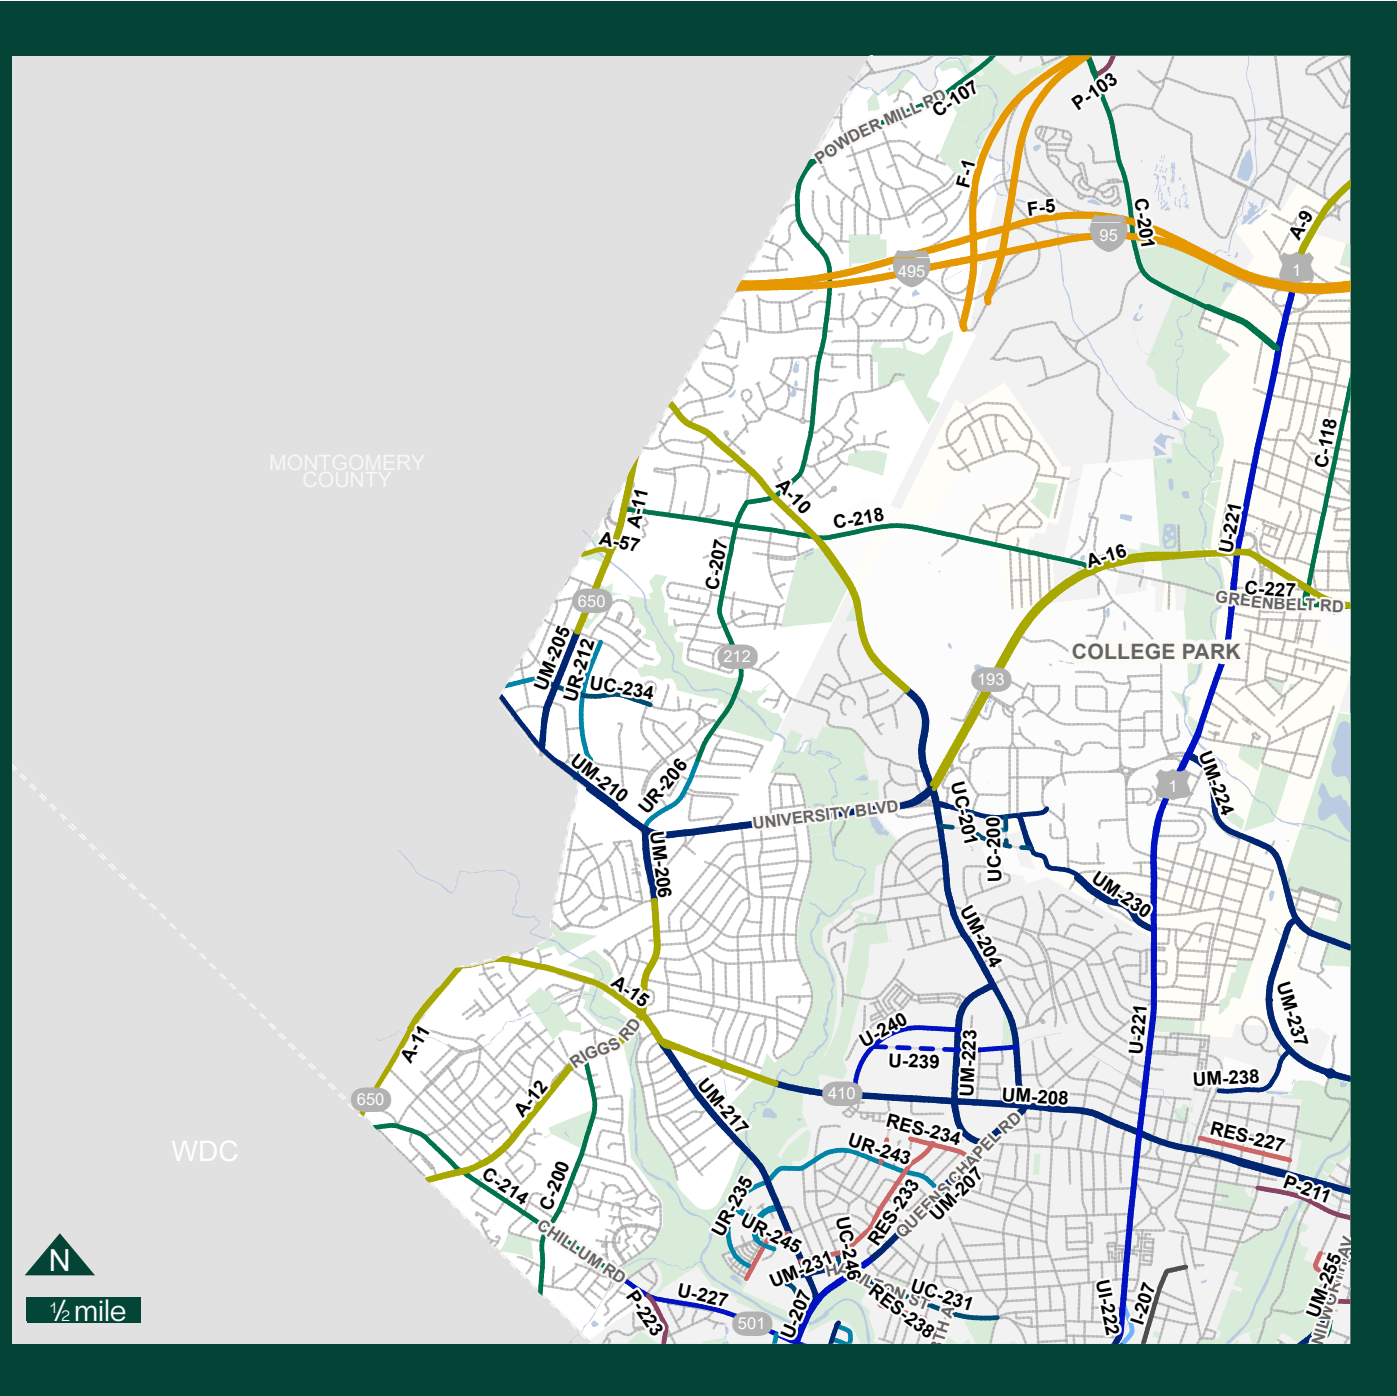 C-107
POWDER MILL RD
P-103
F-1
F-5
C-201
95
A-9
495
1
MONTGOMERY
COUNTY
C-118
A-10
A-11
C-218
U-221
A-57
C-207
A-16
C-227
GREENBELT RD
650
UM-205
UR-212
212
COLLEGE PARK
UC-234
193
UM-210
UR-206
UM-224
1
UNIVERSITY BLVD
UC-201
UC-200
UM-206
UM-230
UM-204
A-15
UM-237
A-11
RIGGS RD
U-240
U-239
UM-223
U-221
A-12
650
UM-217
410
UM-208
UM-238
WDC
RES-234
RES-227
UR-243
QUEENS CHAPEL RD
C-214
C-200
UR-235
RES-233
UM-207
P-211
CHILLUM RD
UR-245
UC-246
UM-231
HAMILTON ST
UC-231
RES-238
N
½ mile
U-227
P-223
501
U-207
UI-222
I-207
UM-255